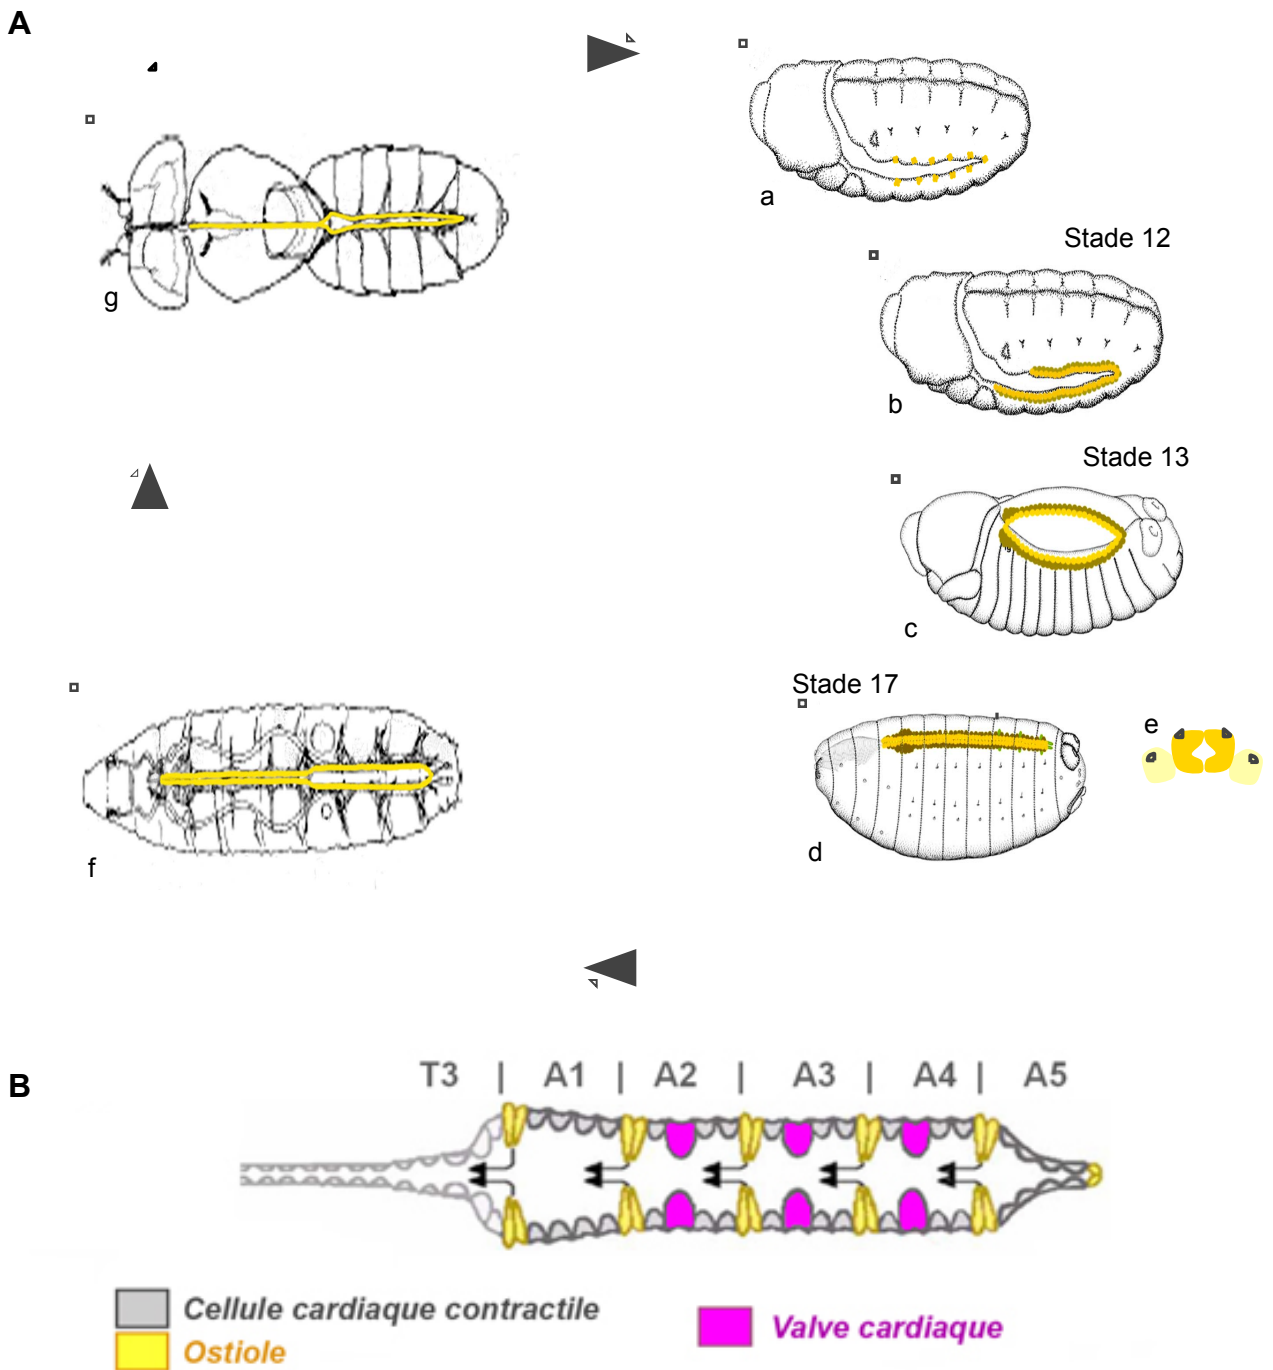 A
a
Stade 12
g
b
Stade 13
c
Stade 17
e
d
f
B
T3 | A1 | A2 | A3 | A4 | A5
Cellule cardiaque contractile
Ostiole
Valve cardiaque